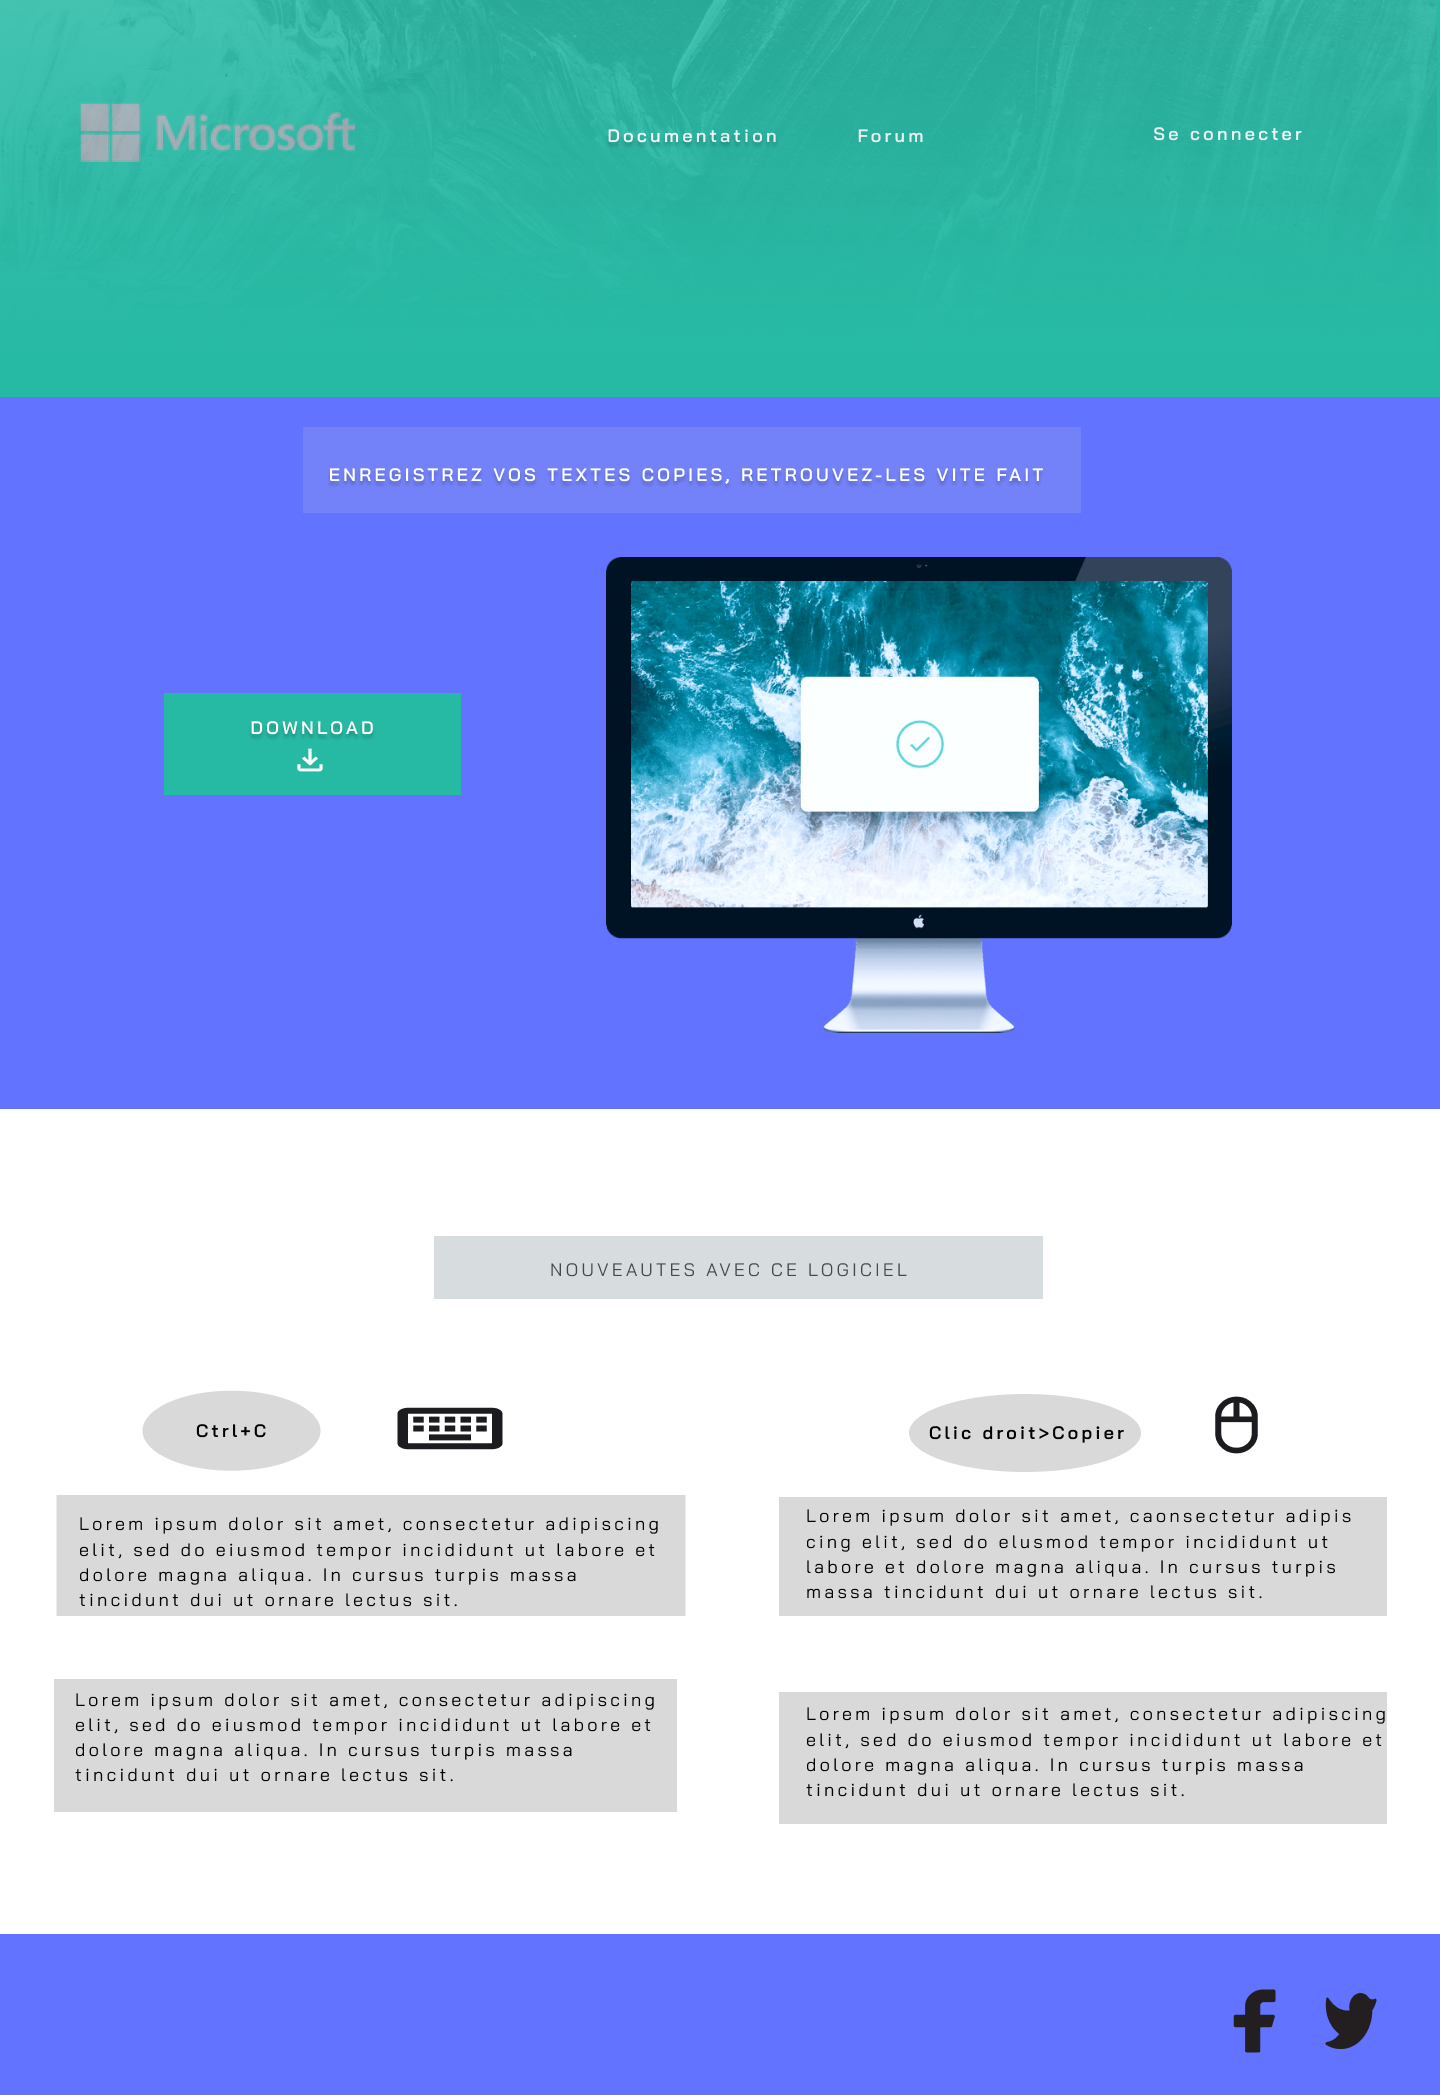 Microsoft
Documentation
Forum
Se connecter
ENREGISTREZ VOS TEXTES COPIES, RETROUVEZ-LES VITE FAIT
DOWNLOAD
NOUVEAUTES AVEC CE LOGICIEL
Ctrl+C
Clic droit>Copier
Lorem ipsum dolor sit amet, consectetur adipiscing
elit, sed do eiusmod tempor incididunt ut labore et
dolore magna aliqua. In cursus turpis massa
tincidunt dui ut ornare lectus sit.
Lorem ipsum dolor sit amet, caonsectetur adipis
cing elit, sed do elusmod tempor incididunt ut
labore et dolore magna aliqua. In cursus turpis
massa tincidunt dui ut ornare lectus sit.
Lorem ipsum dolor sit amet, consectetur adipiscing
elit, sed do eiusmod tempor incididunt ut labore et
dolore magna aliqua. In cursus turpis massa
tincidunt dui ut ornare lectus sit.
Lorem ipsum dolor sit amet, consectetur adipiscing
elit, sed do eiusmod tempor incididunt ut labore et
dolore magna aliqua. In cursus turpis massa
tincidunt dui ut ornare lectus sit.